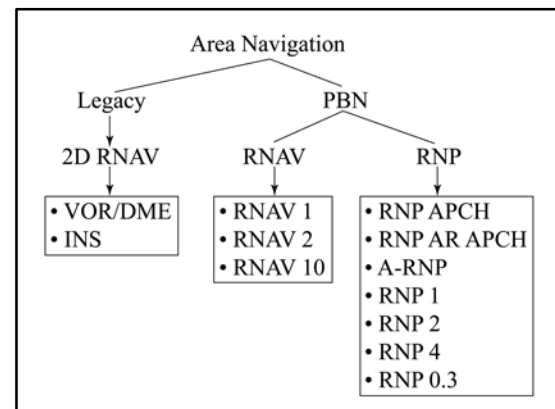 Area Navigation
Legacy
PBN
2D RNAV
RNAV
RNP
• VOR/DME
• INS
• RNAV 1
• RNAV 2
• RNAV 10
• RNP APCH
• RNP AR APCH
• A-RNP
• RNP 1
• RNP 2
• RNP 4
• RNP 0.3